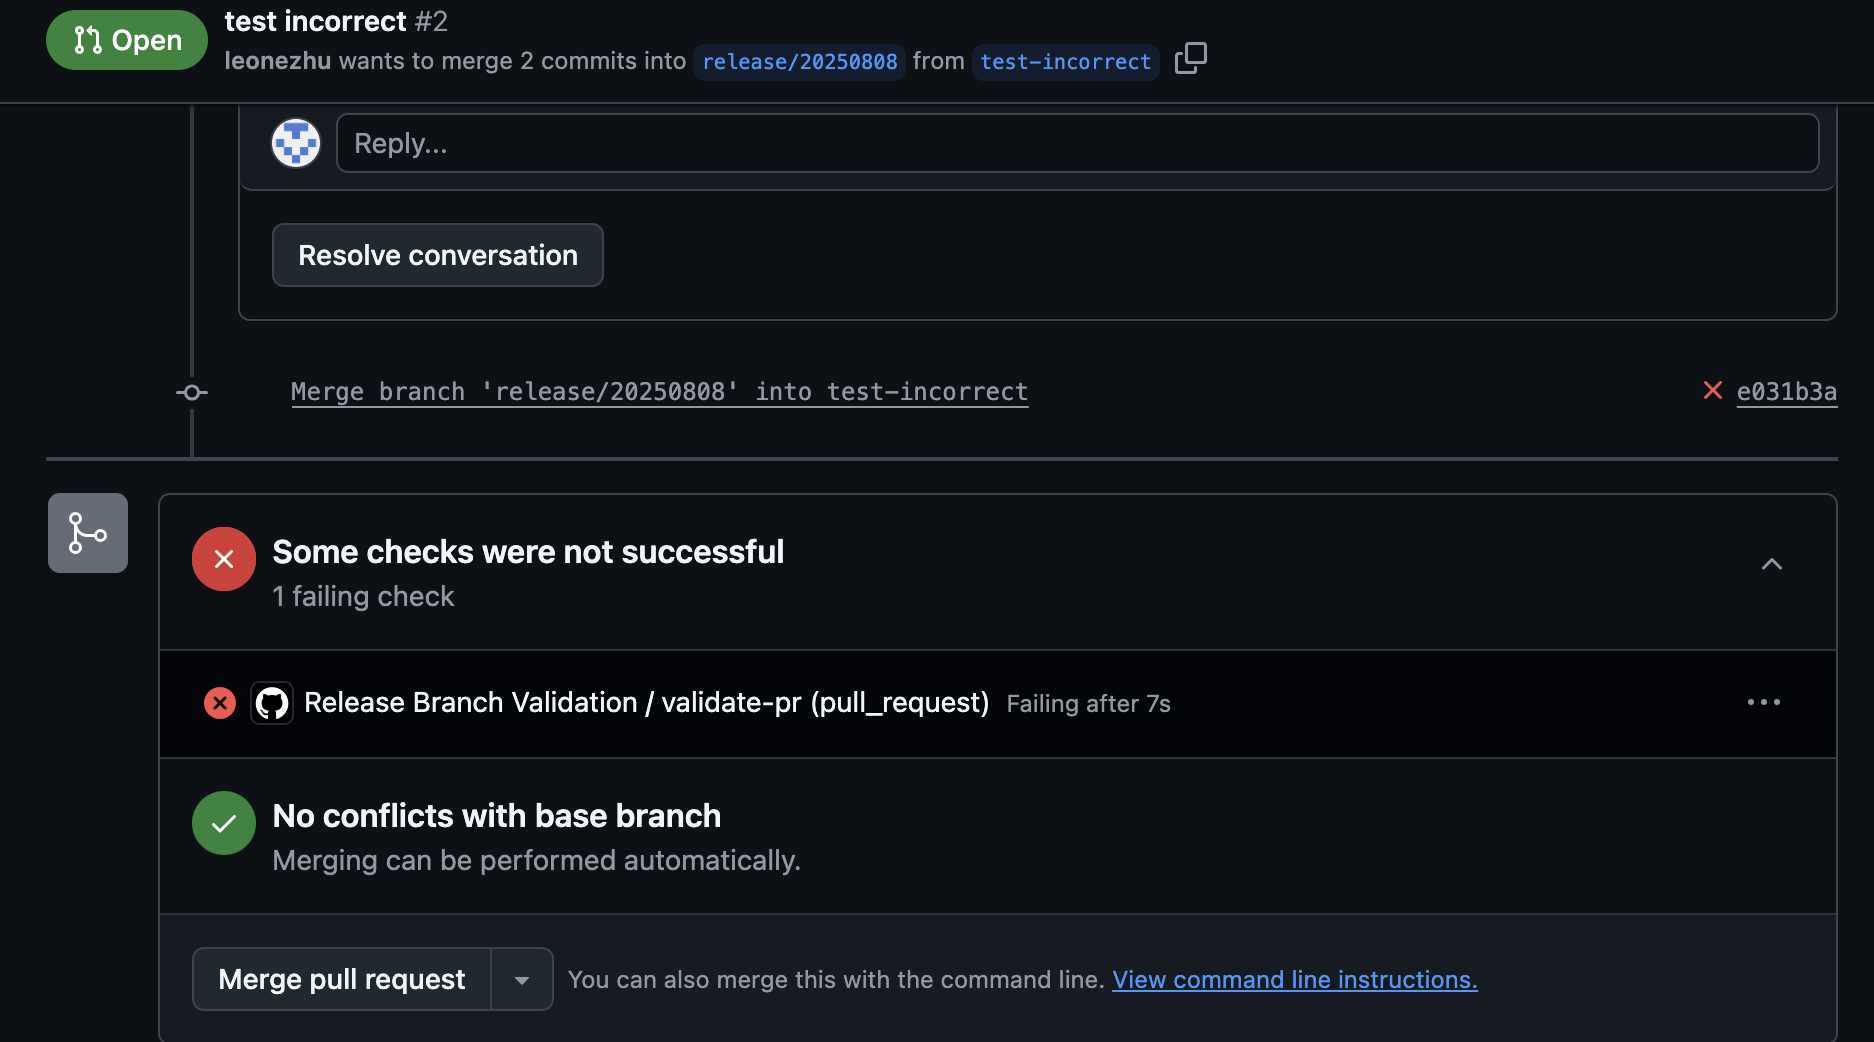 Open
test incorrect #2
leonezhu wants to merge 2 commits into release/20250808 from test-incorrect
Reply...
Resolve conversation
Merge branch 'release/20250808' into test-incorrect
e031b3a
Some checks were not successful
1 failing check
Release Branch Validation / validate-pr (pull_request) Failing after 7s
No conflicts with base branch
Merging can be performed automatically.
Merge pull request
You can also merge this with the command line. View command line instructions.